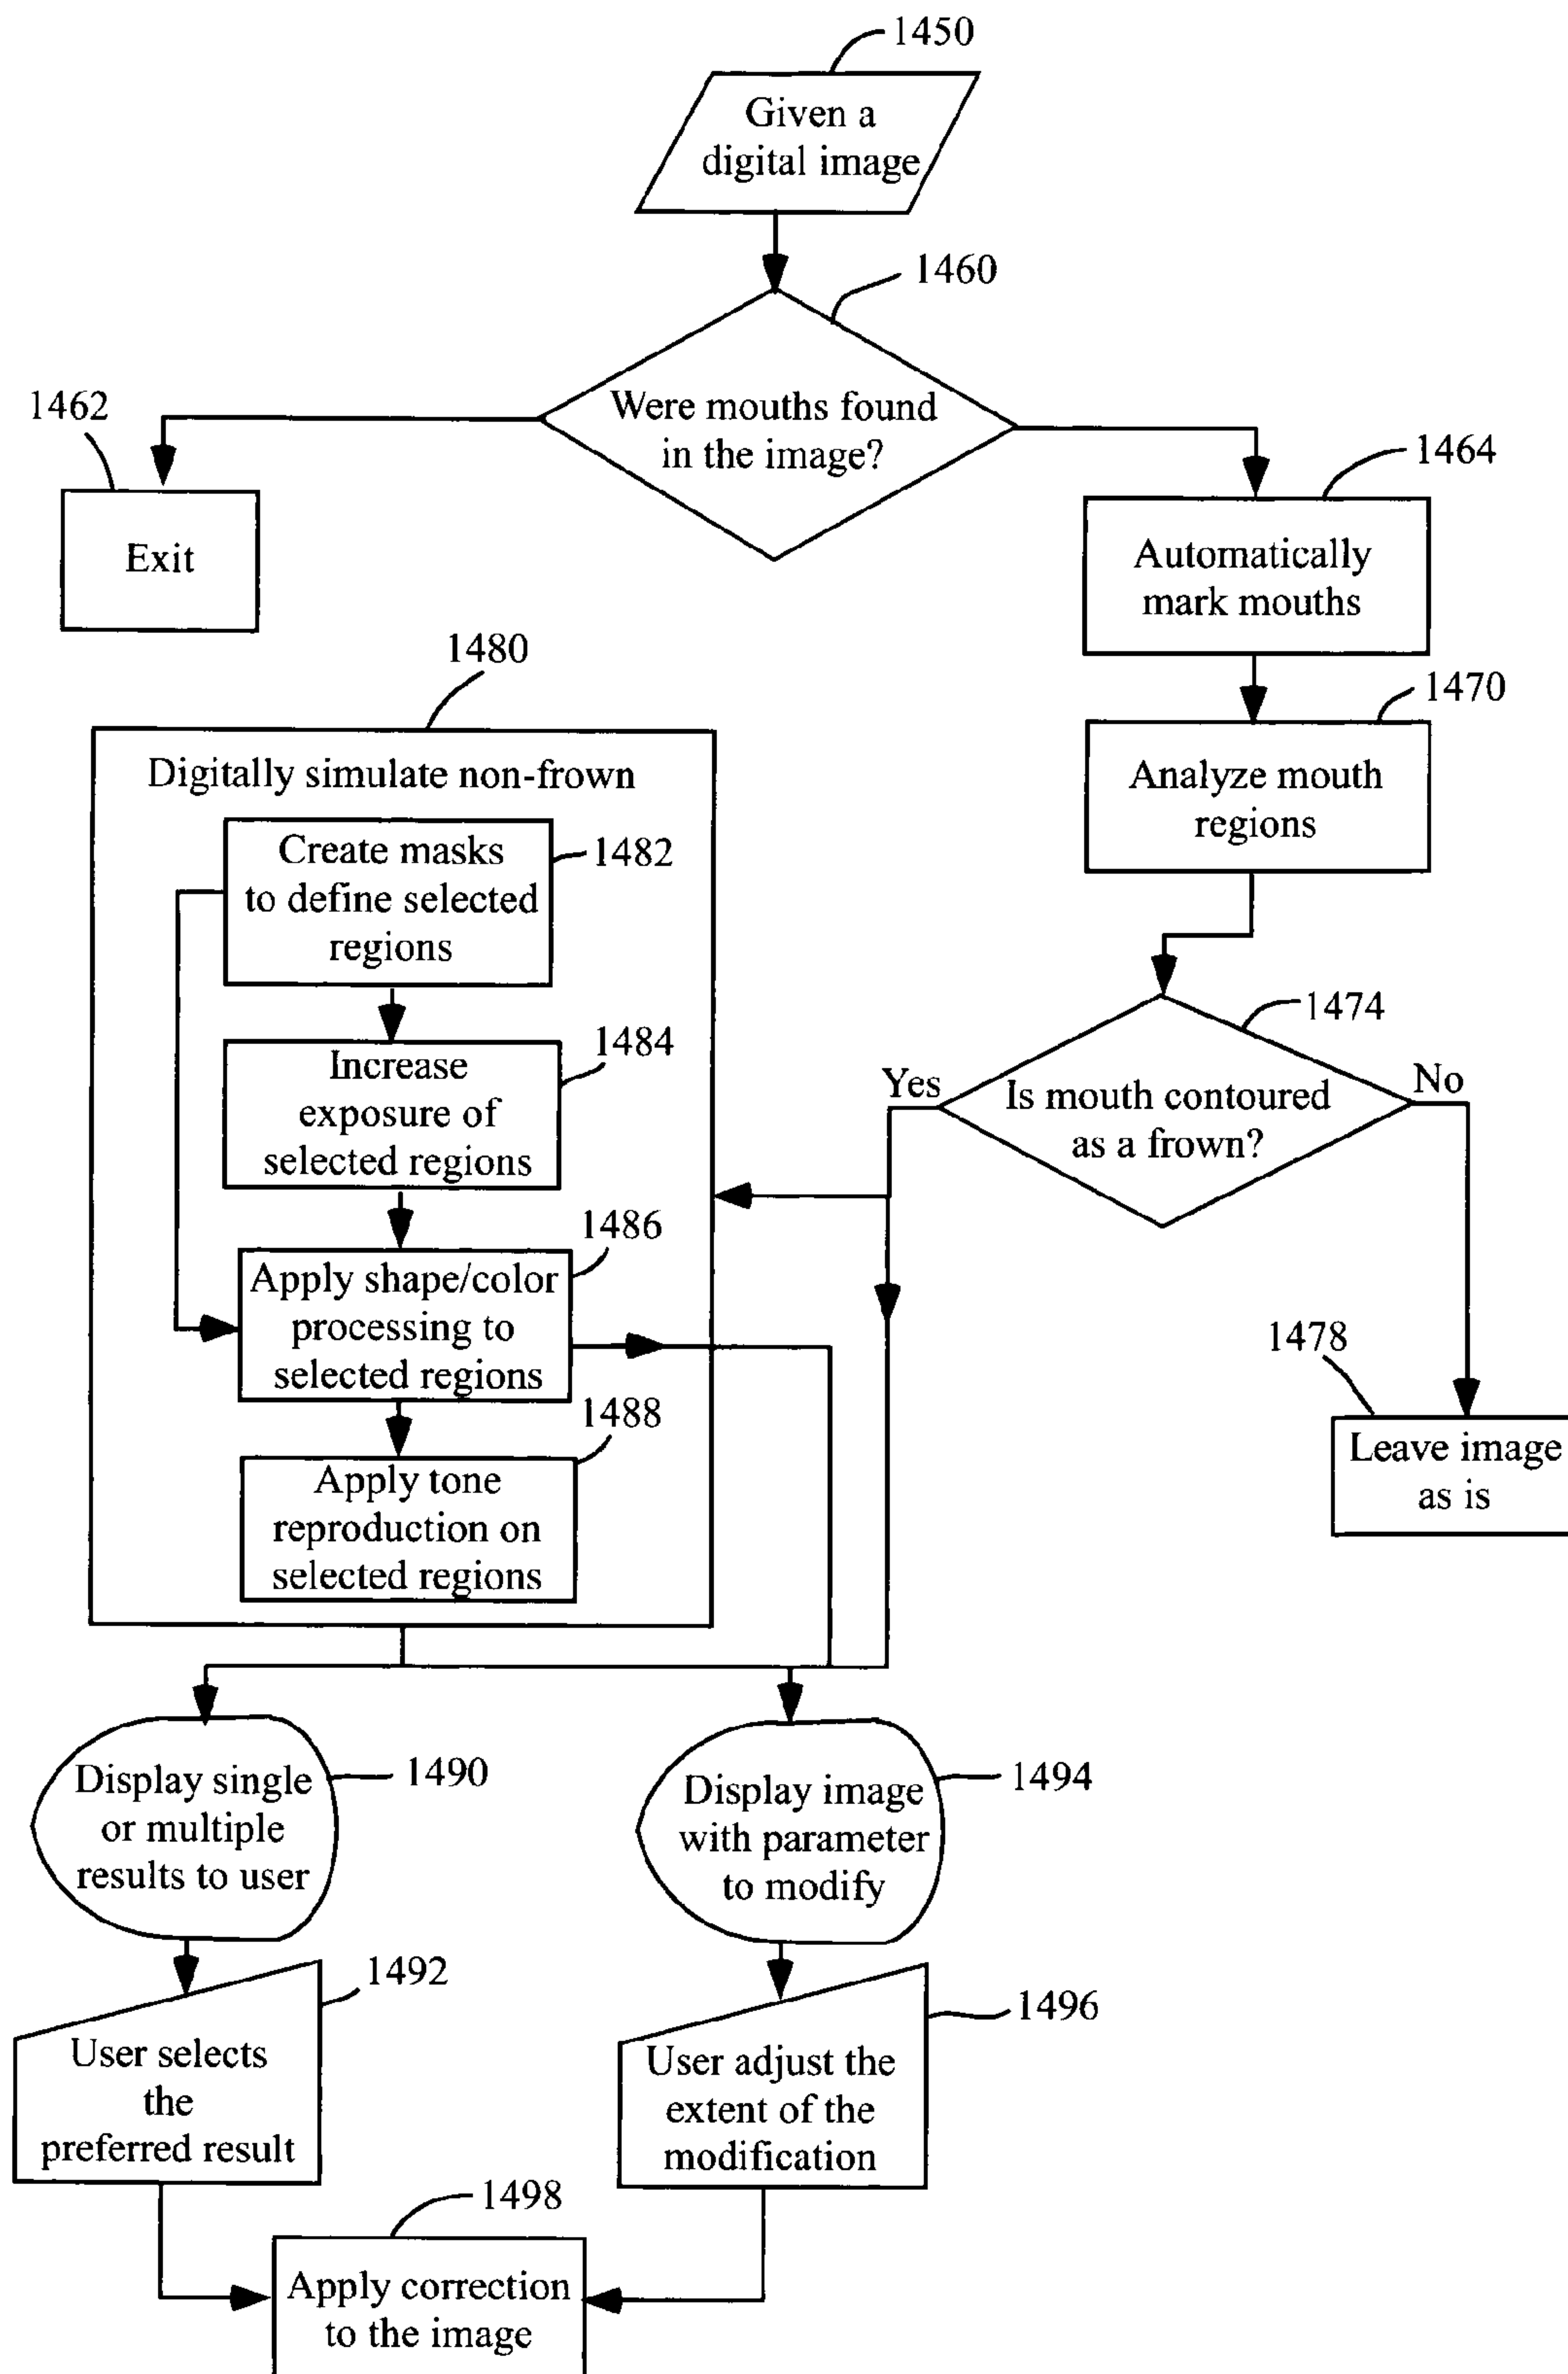 1450
Given a
digital image
1460
Were mouths found
in the image?
1462
Exit
1464
Automatically
mark mouths
1470
Analyze mouth
regions
1474
Is mouth contoured
as a frown?
Yes
No
1478
Leave image
as is
1480
Digitally simulate non-frown
Create masks
to define selected
regions
1482
1484
Increase
exposure of
selected regions
1486
Apply shape/color
processing to
selected regions
1488
Apply tone
reproduction on
selected regions
Display single
or multiple
results to user
1490
Display image
with parameter
to modify
1494
1492
User selects
the
preferred result
1496
User adjust the
extent of the
modification
1498
Apply correction
to the image